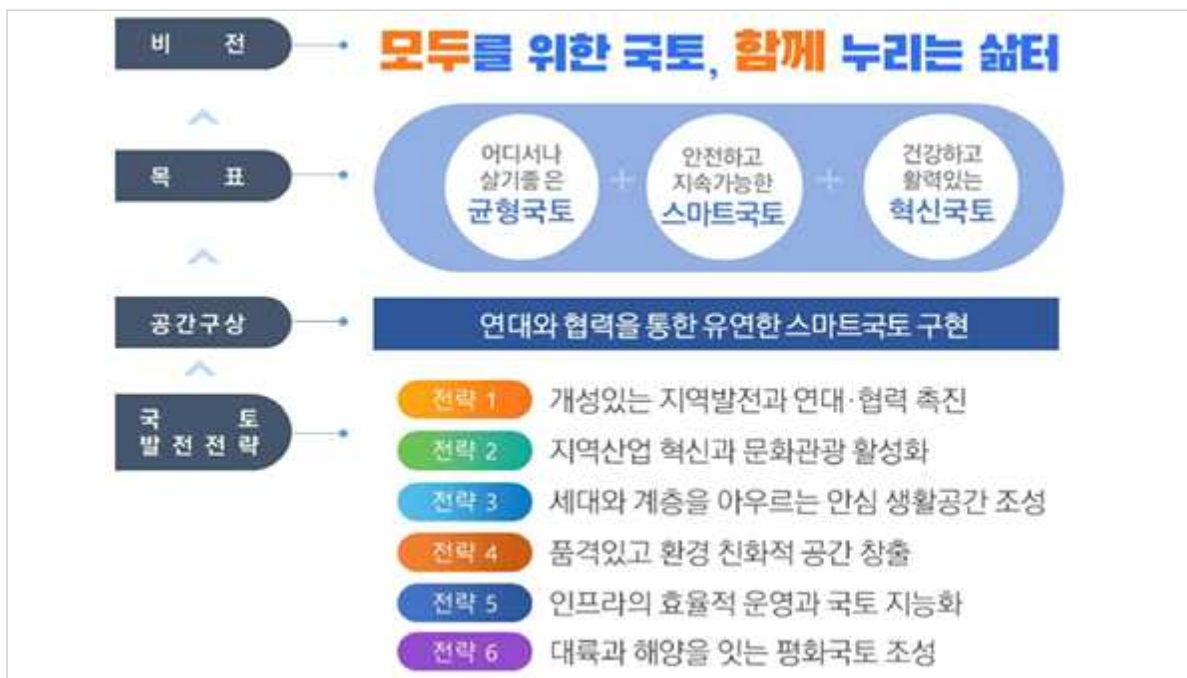 비 전
모두를 위한 국토, 함께 누리는 삶터
목 표
어디서나
살기좋은
균형국토
+
안전하고
지속가능한
스마트국토
+
건강하고
활력있는
혁신국토
공간구상
연대와 협력을 통한 유연한 스마트국토 구현
국 토
발전전략
전략 1 개성있는 지역발전과 연대·협력 촉진
전략 2 지역산업 혁신과 문화관광 활성화
전략 3 세대와 계층을 아우르는 안심 생활공간 조성
전략 4 품격있고 환경 친화적 공간 창출
전략 5 인프라의 효율적 운영과 국토 지능화
전략 6 대륙과 해양을 잇는 평화국토 조성